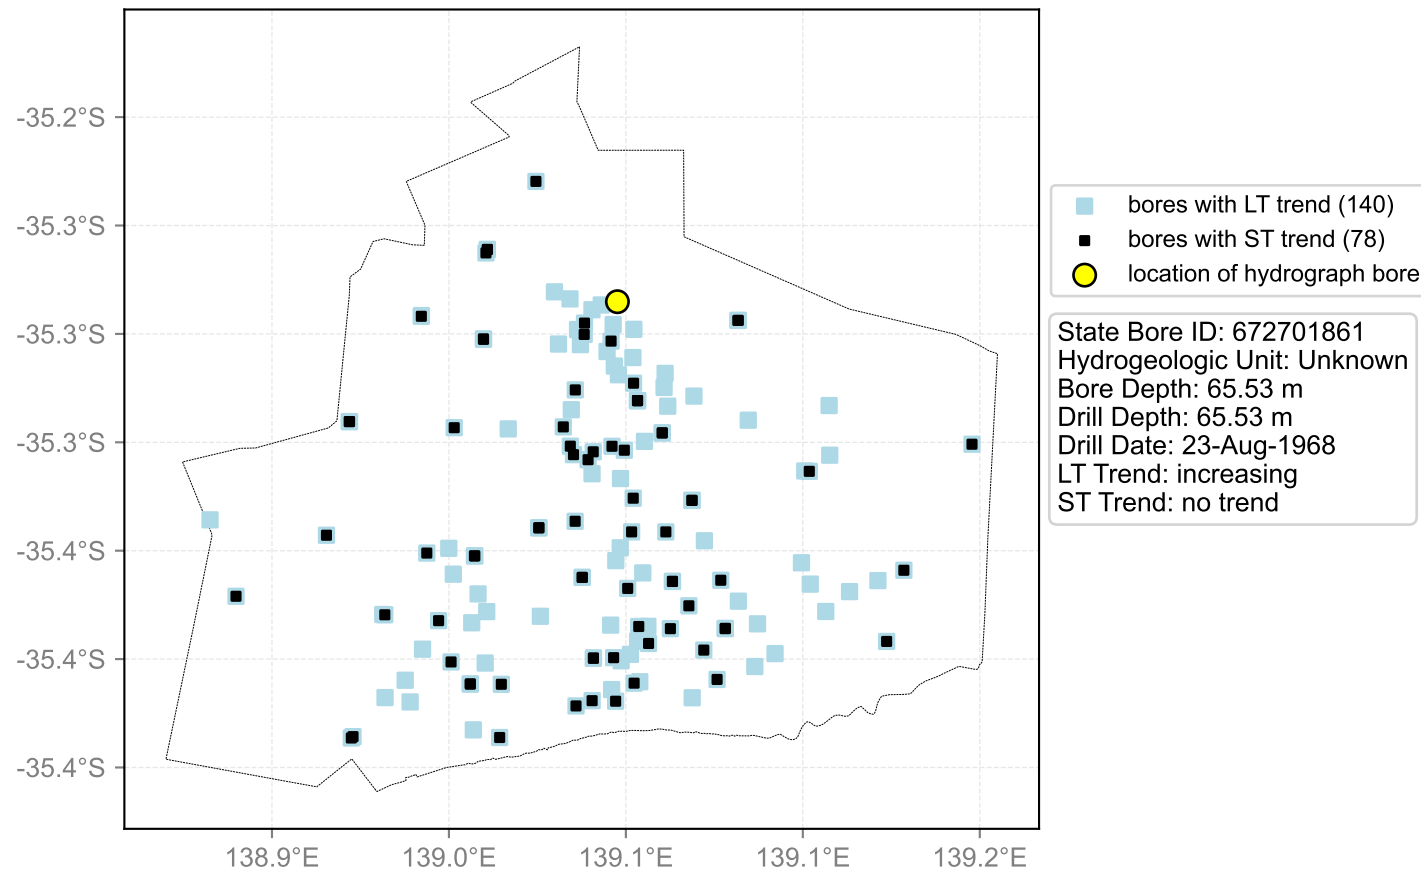 -35.2°S
-35.3°S
-35.3°S
-35.3°S
-35.4°S
-35.4°S
-35.4°S
138.9°E
139.0°E
139.1°E
139.1°E
139.2°E
bores with LT trend (140)
bores with ST trend (78)
location of hydrograph bore
State Bore ID: 672701861
Hydrogeologic Unit: Unknown
Bore Depth: 65.53 m
Drill Depth: 65.53 m
Drill Date: 23-Aug-1968
LT Trend: increasing
ST Trend: no trend